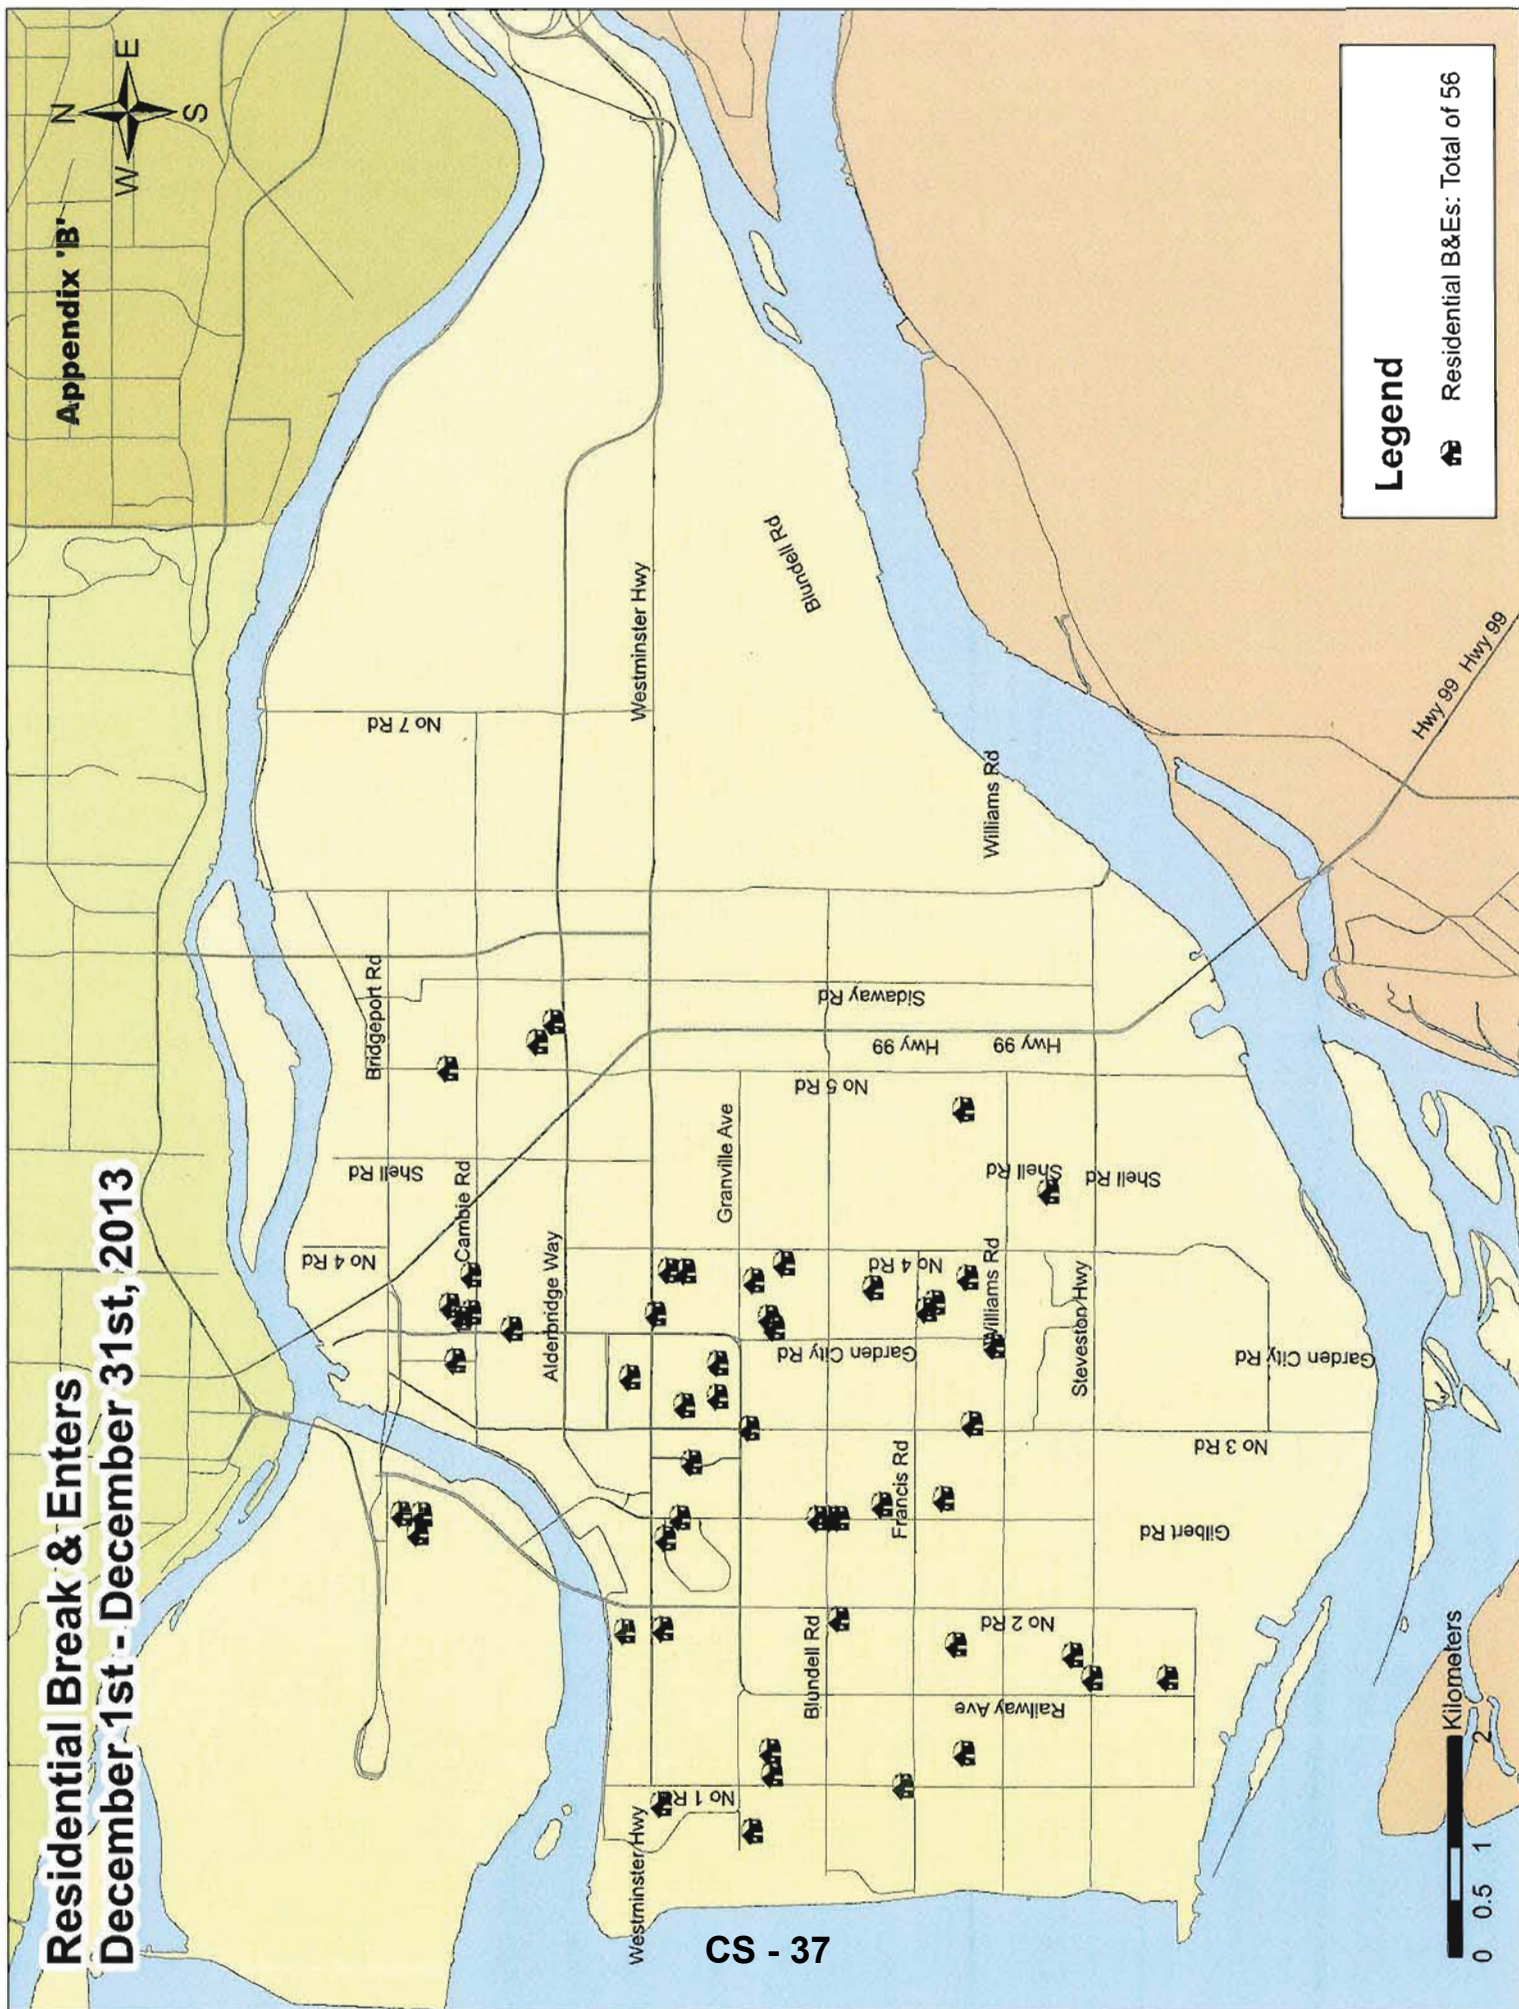 Residential Break & Enters
December 1st - December 31st, 2013
Appendix 'B'
N
W
E
S
Bridgeport Rd
No 7 Rd
Shell Rd
No 4 Rd
Cambie Rd
Alderbridge Way
Westminster Hwy
Westminster Hwy
Granville Ave
Blundell Rd
Blundell Rd
Sidaway Rd
Hwy 99
Hwy 99
No 5 Rd
Shell Rd
Shell Rd
No 4 Rd
Garden City Rd
Garden City Rd
Williams Rd
Williams Rd
Steveston Hwy
Francis Rd
No 3 Rd
Gilbert Rd
No 2 Rd
Railway Ave
No 1 Rd
Hwy 99
Hwy 99
Legend
Residential B&Es: Total of 56
Kilometers
0 0.5 1 2
CS - 37